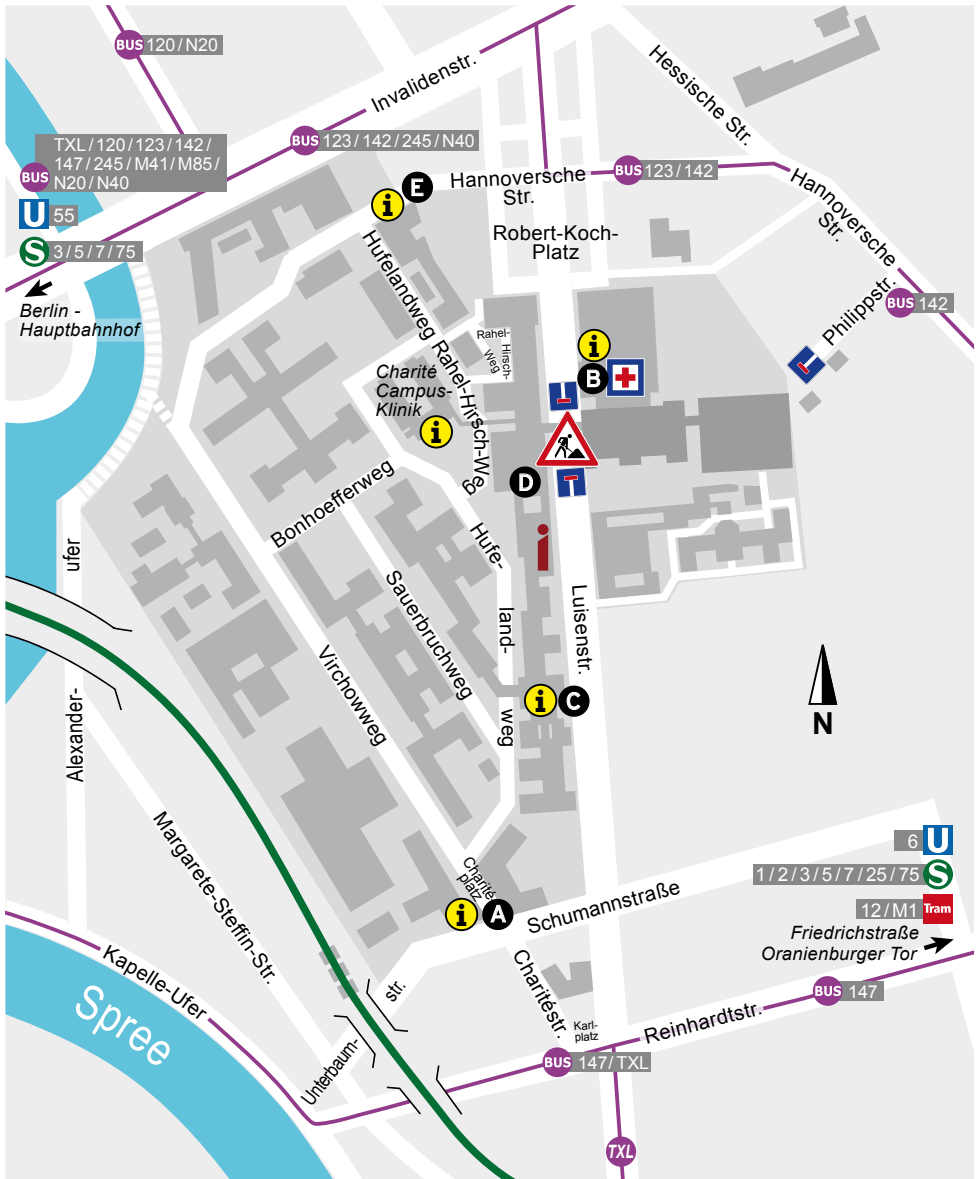 BUS 120 / N20
Invalidenstr.
Hessische Str.
BUS 123 / 142 / 245 / N40
TXL / 120 / 123 / 142 /
147 / 245 / M41 / M85 /
BUS N20 / N40
U 55
S 3 / 5 / 7 / 75
Berlin -
Hauptbahnhof
i E
Hannoversche
Str.
BUS 123 / 142
Hannoversche
Str.
Robert-Koch-
Platz
BUS 142
Philippstr.
Hufelandweg
Rahel-Hirsch-Weg
Rahel-
Hirsch-
Weg
i
B
Charité
Campus-
Klinik
i
D
Bonhoefferweg
Hufe-
land-
weg
i
Sauerbruchweg
Luisenstr.
Virchowweg
i C
Alexander-
ufer
N
Margarete-Steffin-Str.
Charité-
platz
i A
Schumannstraße
6 U
1 / 2 / 3 / 5 / 7 / 25 / 75 S
12 / M1 Tram
Friedrichstraße
Oranienburger Tor
Kapelle-Ufer
Spree
Unterbaum-
str.
Charitéstr.
Karl-
platz
Reinhardtstr.
BUS 147
BUS 147 / TXL
TXL